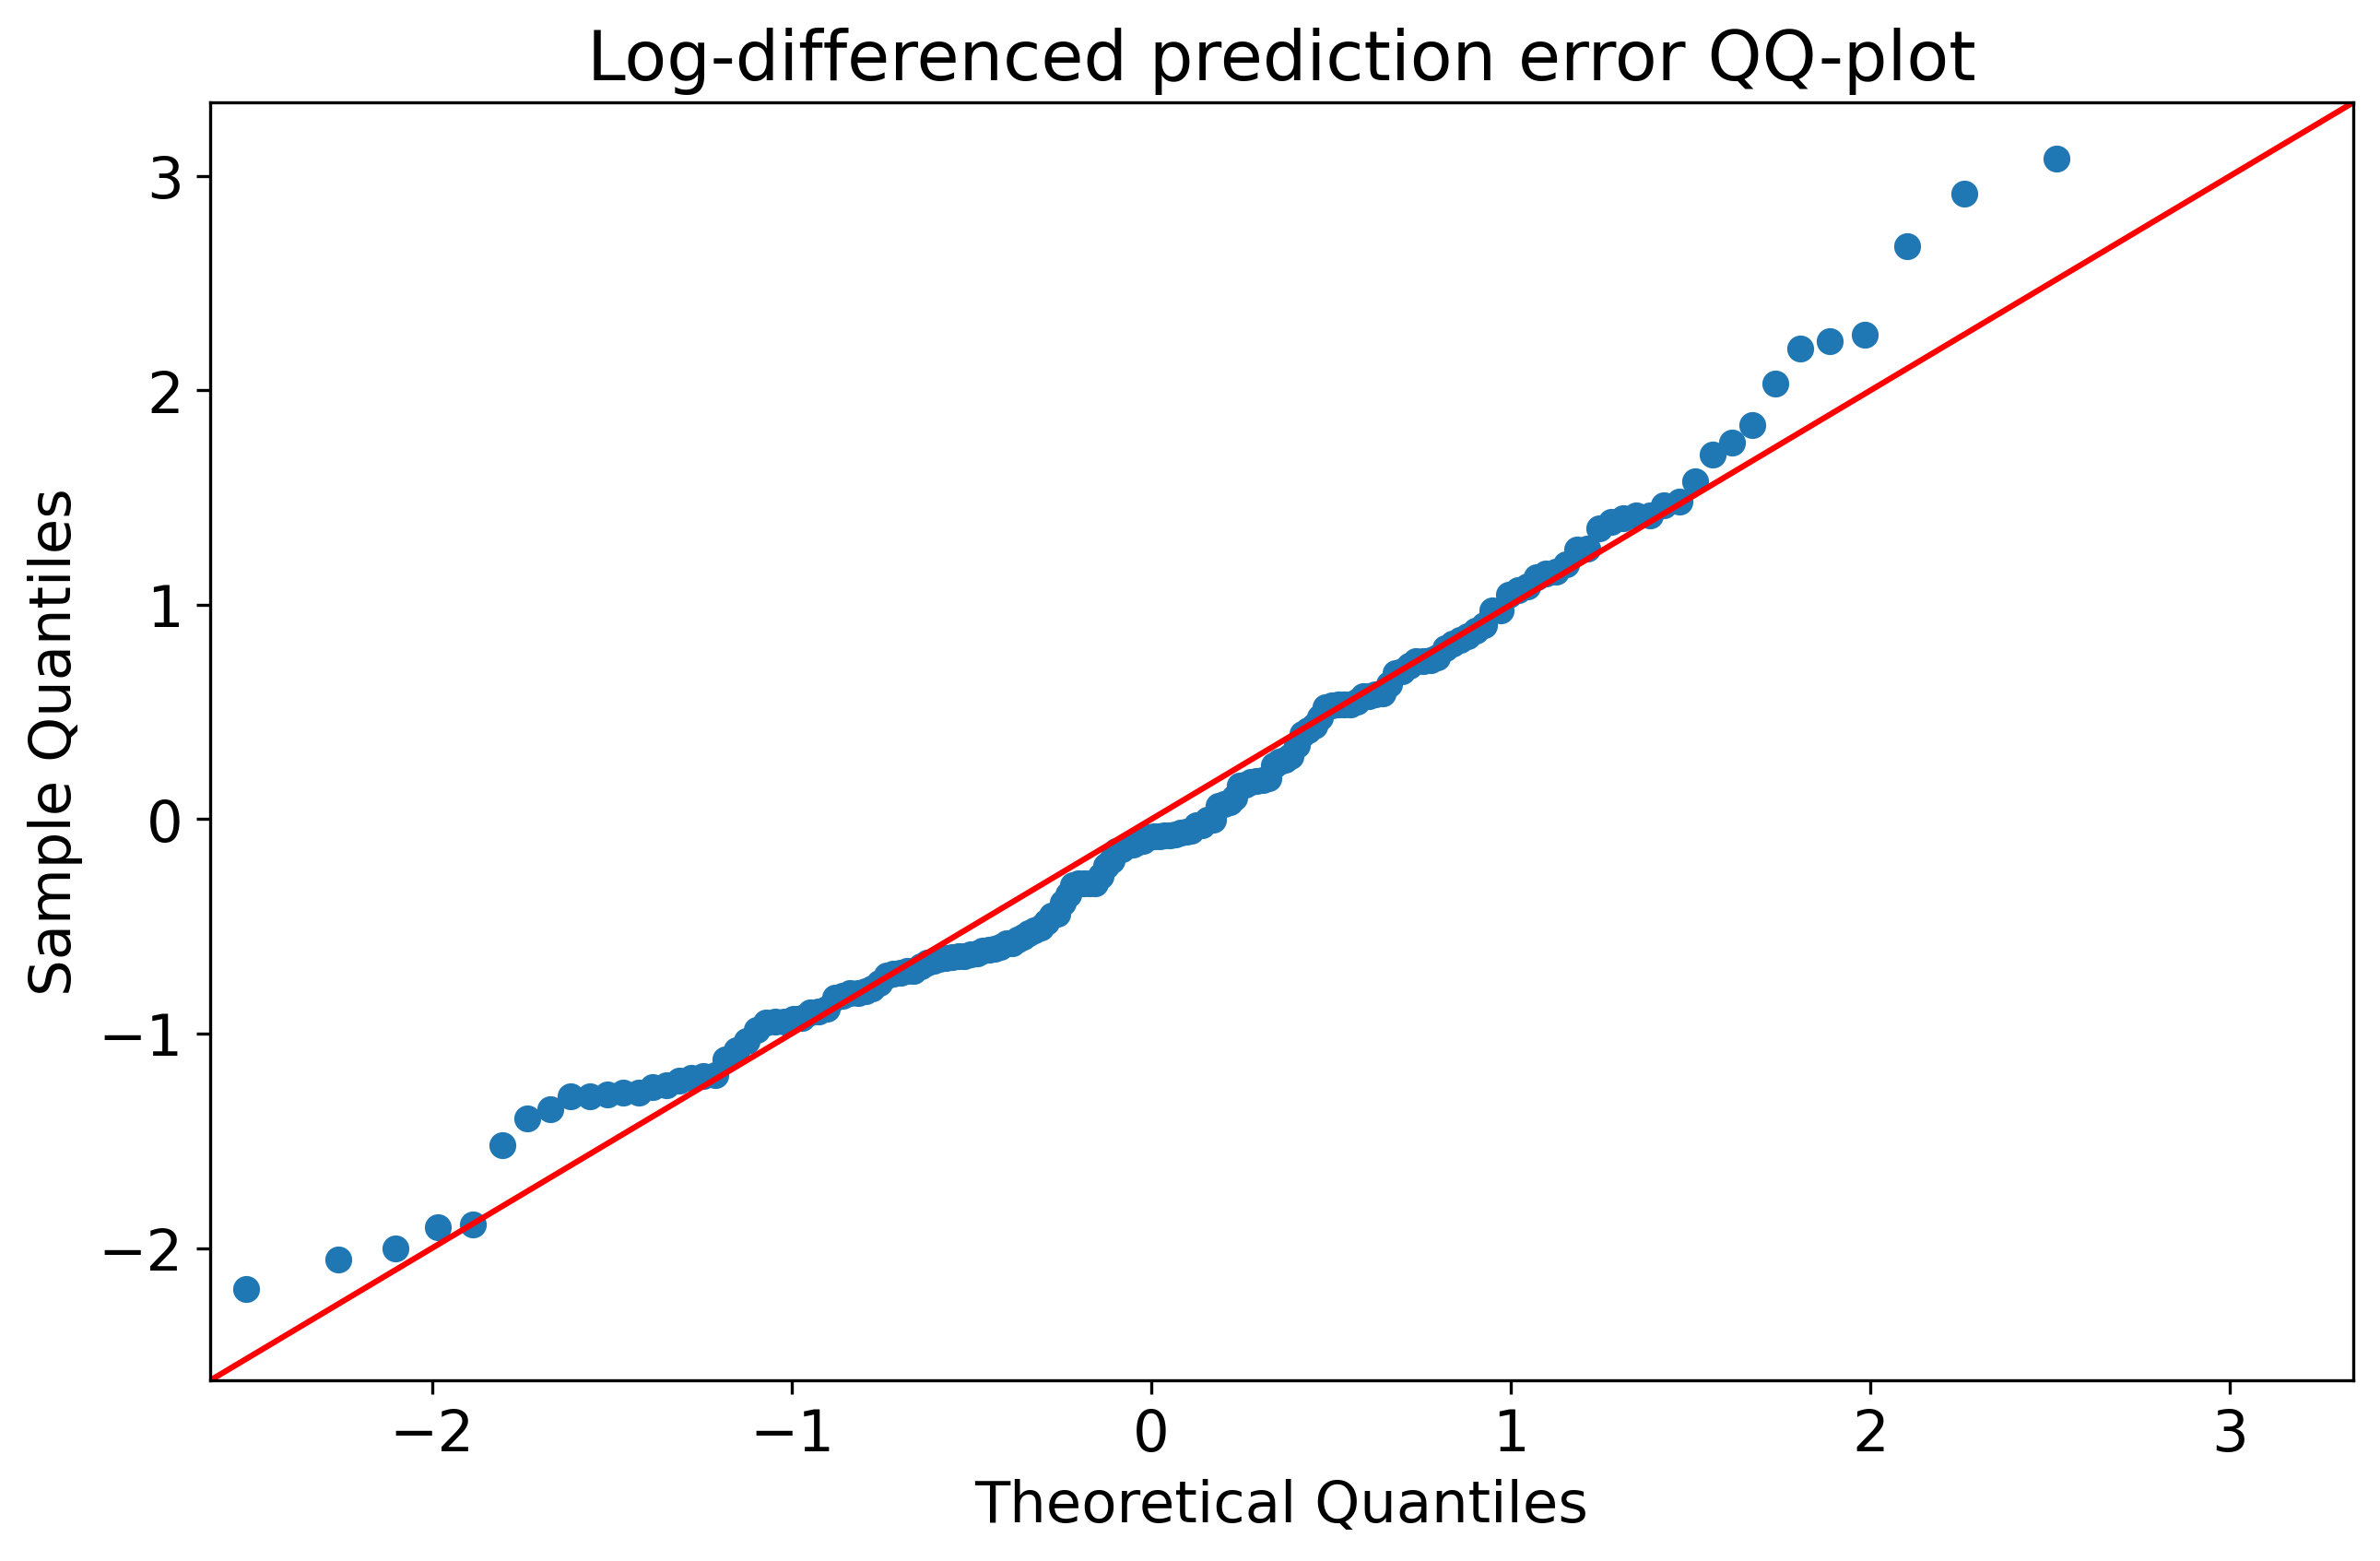 Log-differenced prediction error QQ-plot
3
2
1
0
−1
−2
Sample Quantiles
−2 −1 0 1 2 3
Theoretical Quantiles